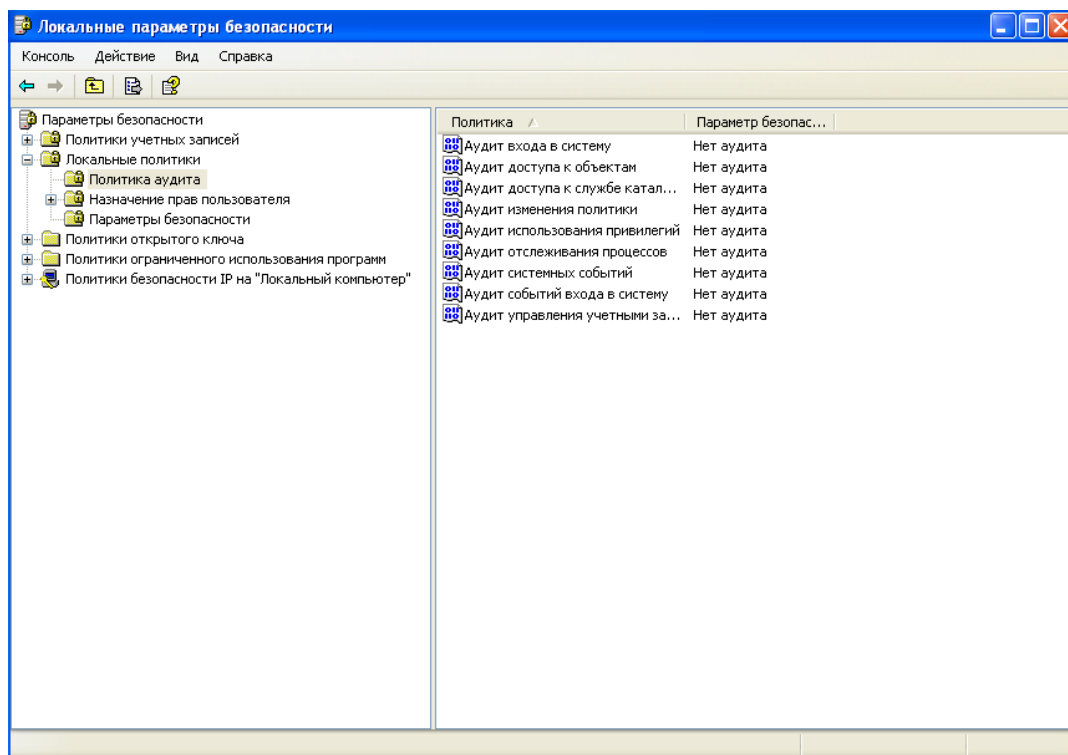 Локальные параметры безопасности
Консоль Действие Вид Справка
Параметры безопасности
Политики учетных записей
Локальные политики
Политика аудита
Назначение прав пользователя
Параметры безопасности
Политики открытого ключа
Политики ограниченного использования программ
Политики безопасности IP на "Локальный компьютер"
Политика Параметр безопас...
Аудит входа в систему Нет аудита
Аудит доступа к объектам Нет аудита
Аудит доступа к службе катал... Нет аудита
Аудит изменения политики Нет аудита
Аудит использования привилегий Нет аудита
Аудит отслеживания процессов Нет аудита
Аудит системных событий Нет аудита
Аудит событий входа в систему Нет аудита
Аудит управления учетными за... Нет аудита